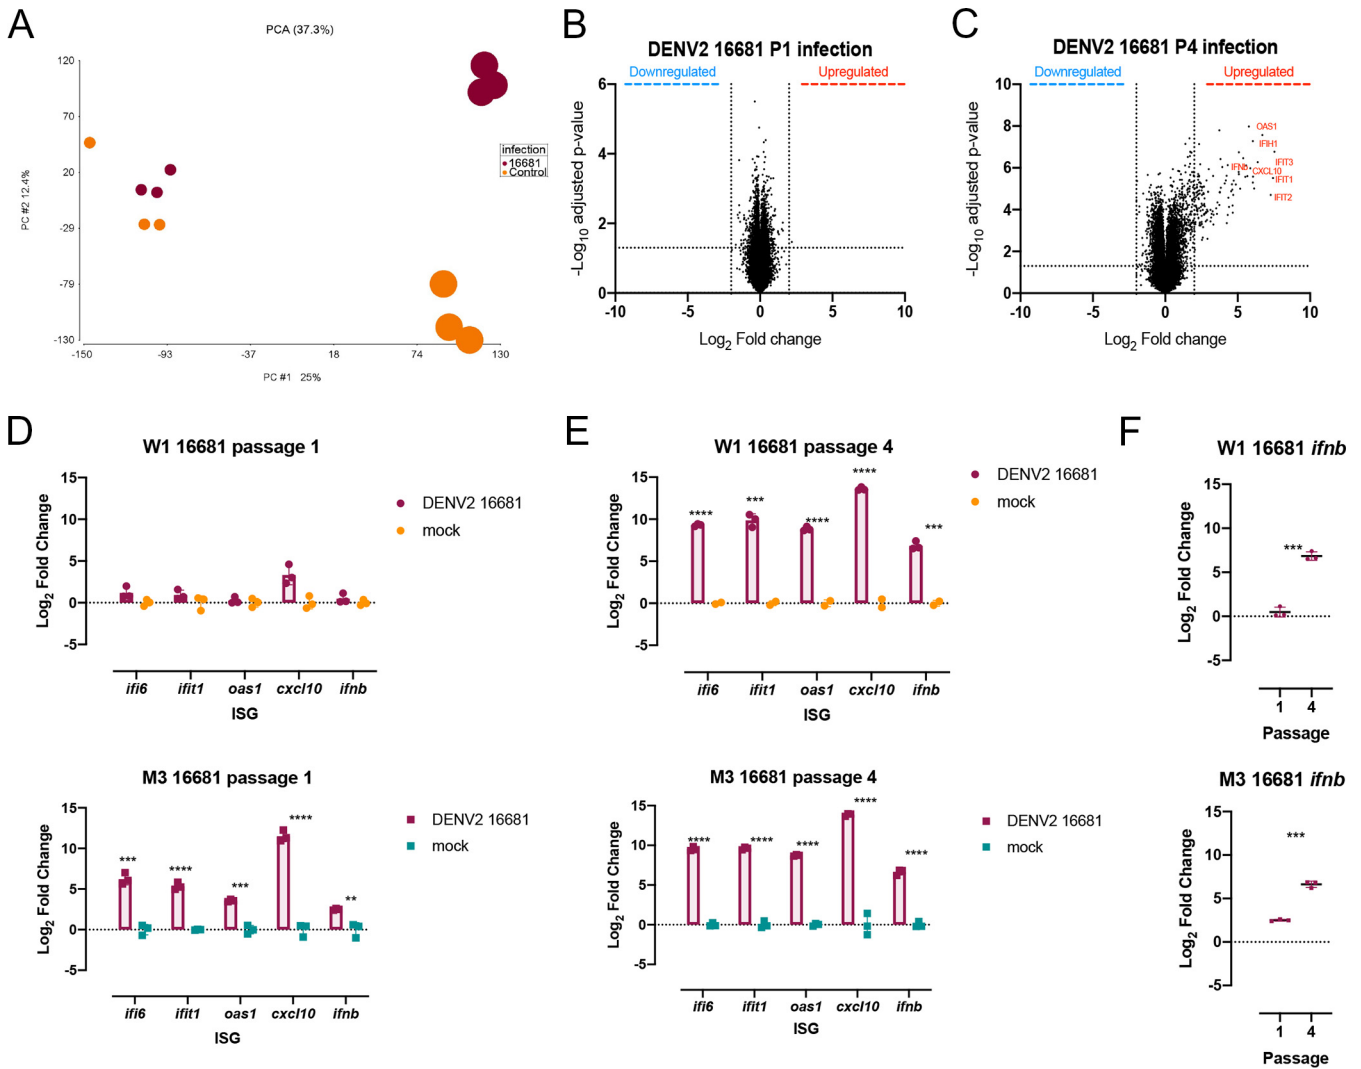 A
PCA (37.3%)
120
70
20
-29
-79
-130
-150
-93
-37
18
74
130
PC #2 12.4%
PC #1 25%
infection
16681
Control
B
DENV2 16681 P1 infection
Downregulated
Upregulated
6
4
2
0
-10
-5
0
5
10
-Log10 adjusted p-value
Log2 Fold change
C
DENV2 16681 P4 infection
Downregulated
Upregulated
10
8
6
4
2
0
-10
-5
0
5
10
-Log10 adjusted p-value
Log2 Fold change
OAS1
IFIH1
IFIT3
IFNb
CXCL10
IFIT1
IFIT2
D
W1 16681 passage 1
15
10
5
0
-5
Log2 Fold Change
DENV2 16681
mock
ifi6 ifit1 oas1 cxcl10 ifnb
ISG
M3 16681 passage 1
15
10
5
0
-5
Log2 Fold Change
*** **** *** **** **
DENV2 16681
mock
ifi6 ifit1 oas1 cxcl10 ifnb
ISG
E
W1 16681 passage 4
15
10
5
0
-5
Log2 Fold Change
**** *** **** **** ***
DENV2 16681
mock
ifi6 ifit1 oas1 cxcl10 ifnb
ISG
M3 16681 passage 4
15
10
5
0
-5
Log2 Fold Change
**** **** **** **** ****
DENV2 16681
mock
ifi6 ifit1 oas1 cxcl10 ifnb
ISG
F
W1 16681 ifnb
15
10
5
0
-5
Log2 Fold Change
***
1 4
Passage
M3 16681 ifnb
15
10
5
0
-5
Log2 Fold Change
***
1 4
Passage